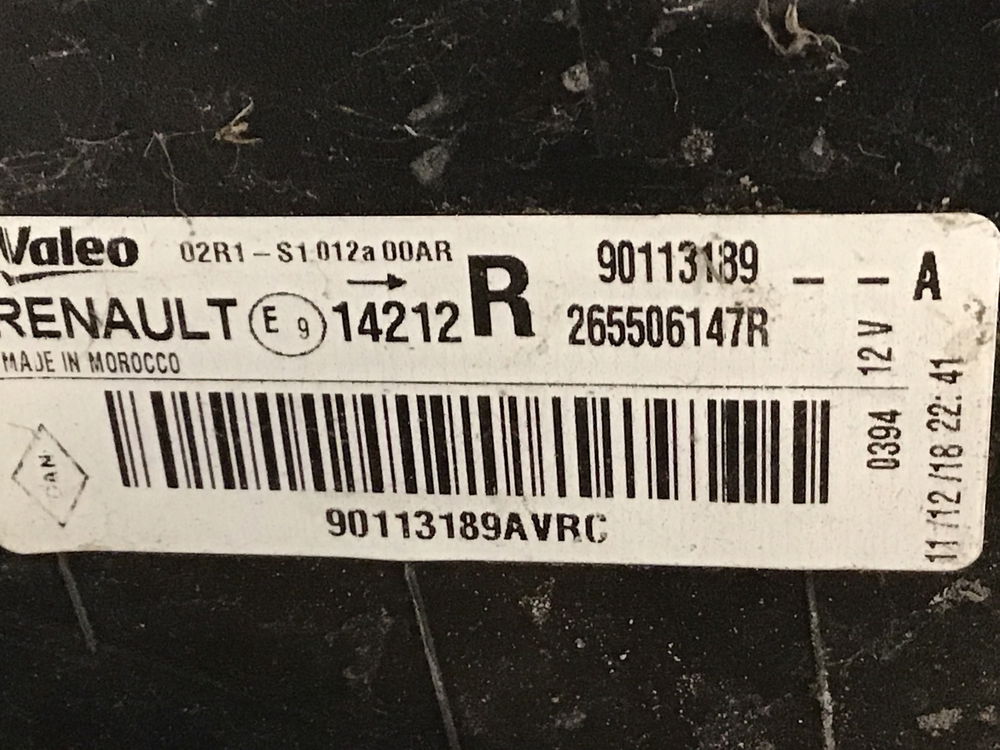 Valeo 02R1-S1 012a 00AR R 90113189 - - A
RENAULT E 9 14212 265506147R
MADE IN MOROCCO
12 V
0394
11/12/18 22:41
CAN
90113189AVRC